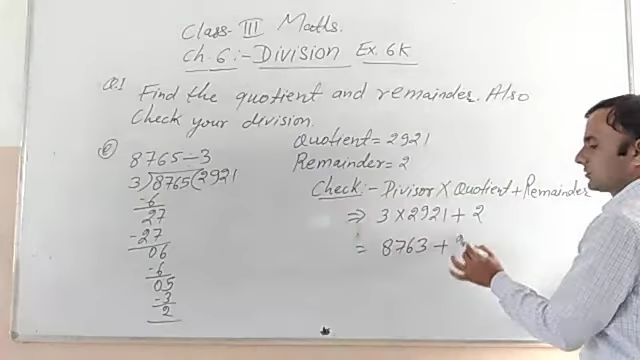 Class- III Maths.
Ch. 6:- Division Ex. 6K
Q.1 Find the quotient and remainder. Also
Check your division.
(e) 8765-3
3)8765(2921
-6
27
-27
06
-6
05
-3
2
Quotient=2921
Remainder=2
Check:- Divisor X Quotient+Remainder
⇒ 3×2921+2
= 8763+